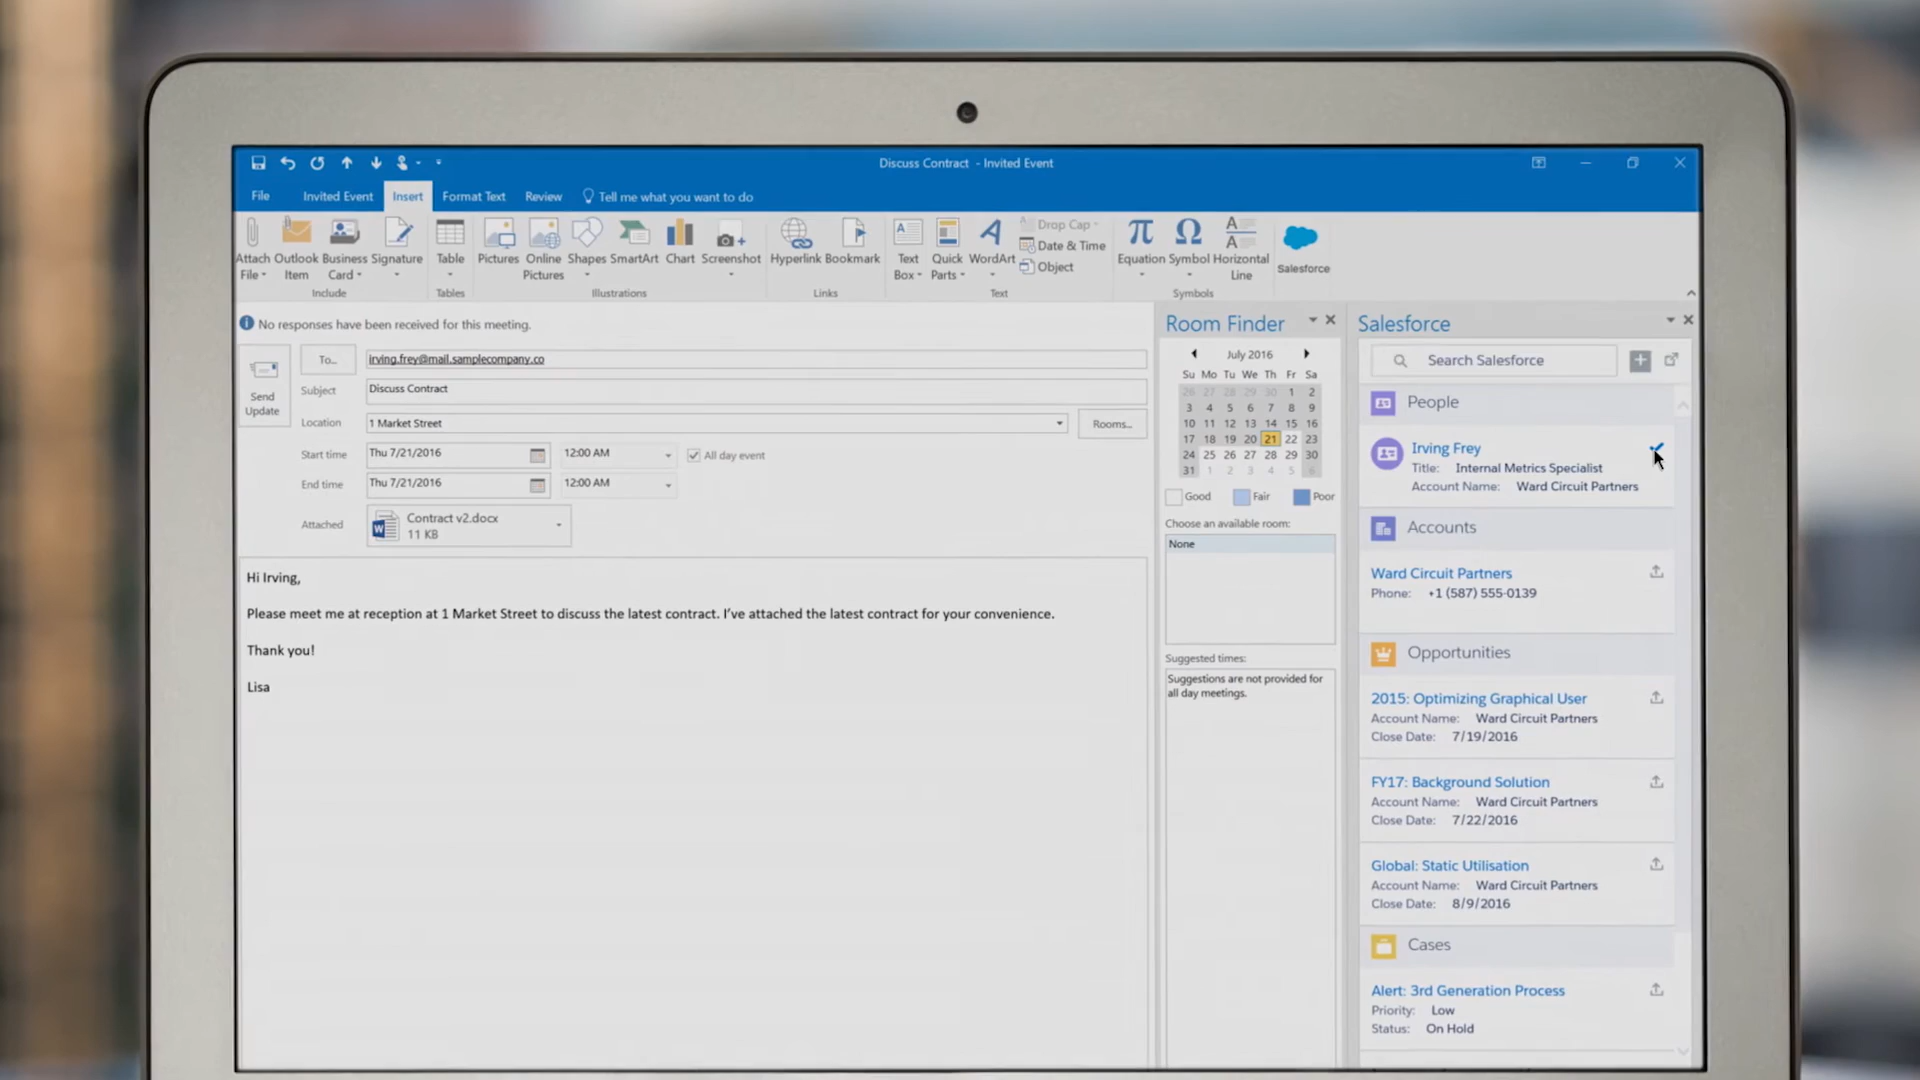 Discuss Contract - Invited Event
File Invited Event Insert Format Text Review Tell me what you want to do
Attach File
Outlook Item
Business Card
Signature
Table
Pictures
Online Pictures
Shapes
SmartArt
Chart
Screenshot
Hyperlink
Bookmark
Text Box
Quick Parts
WordArt
Drop Cap
Date & Time
Object
Equation
Symbol
Horizontal Line
Salesforce
Include Tables Illustrations Links Text Symbols
No responses have been received for this meeting.
Send Update
To... irving.frey@mail.samplecompany.co
Subject Discuss Contract
Location 1 Market Street Rooms...
Start time Thu 7/21/2016 12:00 AM All day event
End time Thu 7/21/2016 12:00 AM
Attached Contract v2.docx
11 KB
Hi Irving,
Please meet me at reception at 1 Market Street to discuss the latest contract. I've attached the latest contract for your convenience.
Thank you!
Lisa
Room Finder
July 2016
Su Mo Tu We Th Fr Sa
26 27 28 29 30 1 2
3 4 5 6 7 8 9
10 11 12 13 14 15 16
17 18 19 20 21 22 23
24 25 26 27 28 29 30
31 1 2 3 4 5 6
Good Fair Poor
Choose an available room:
None
Suggested times:
Suggestions are not provided for
all day meetings.
Salesforce
Search Salesforce
People
Irving Frey
Title: Internal Metrics Specialist
Account Name: Ward Circuit Partners
Accounts
Ward Circuit Partners
Phone: +1 (587) 555-0139
Opportunities
2015: Optimizing Graphical User
Account Name: Ward Circuit Partners
Close Date: 7/19/2016
FY17: Background Solution
Account Name: Ward Circuit Partners
Close Date: 7/22/2016
Global: Static Utilisation
Account Name: Ward Circuit Partners
Close Date: 8/9/2016
Cases
Alert: 3rd Generation Process
Priority: Low
Status: On Hold